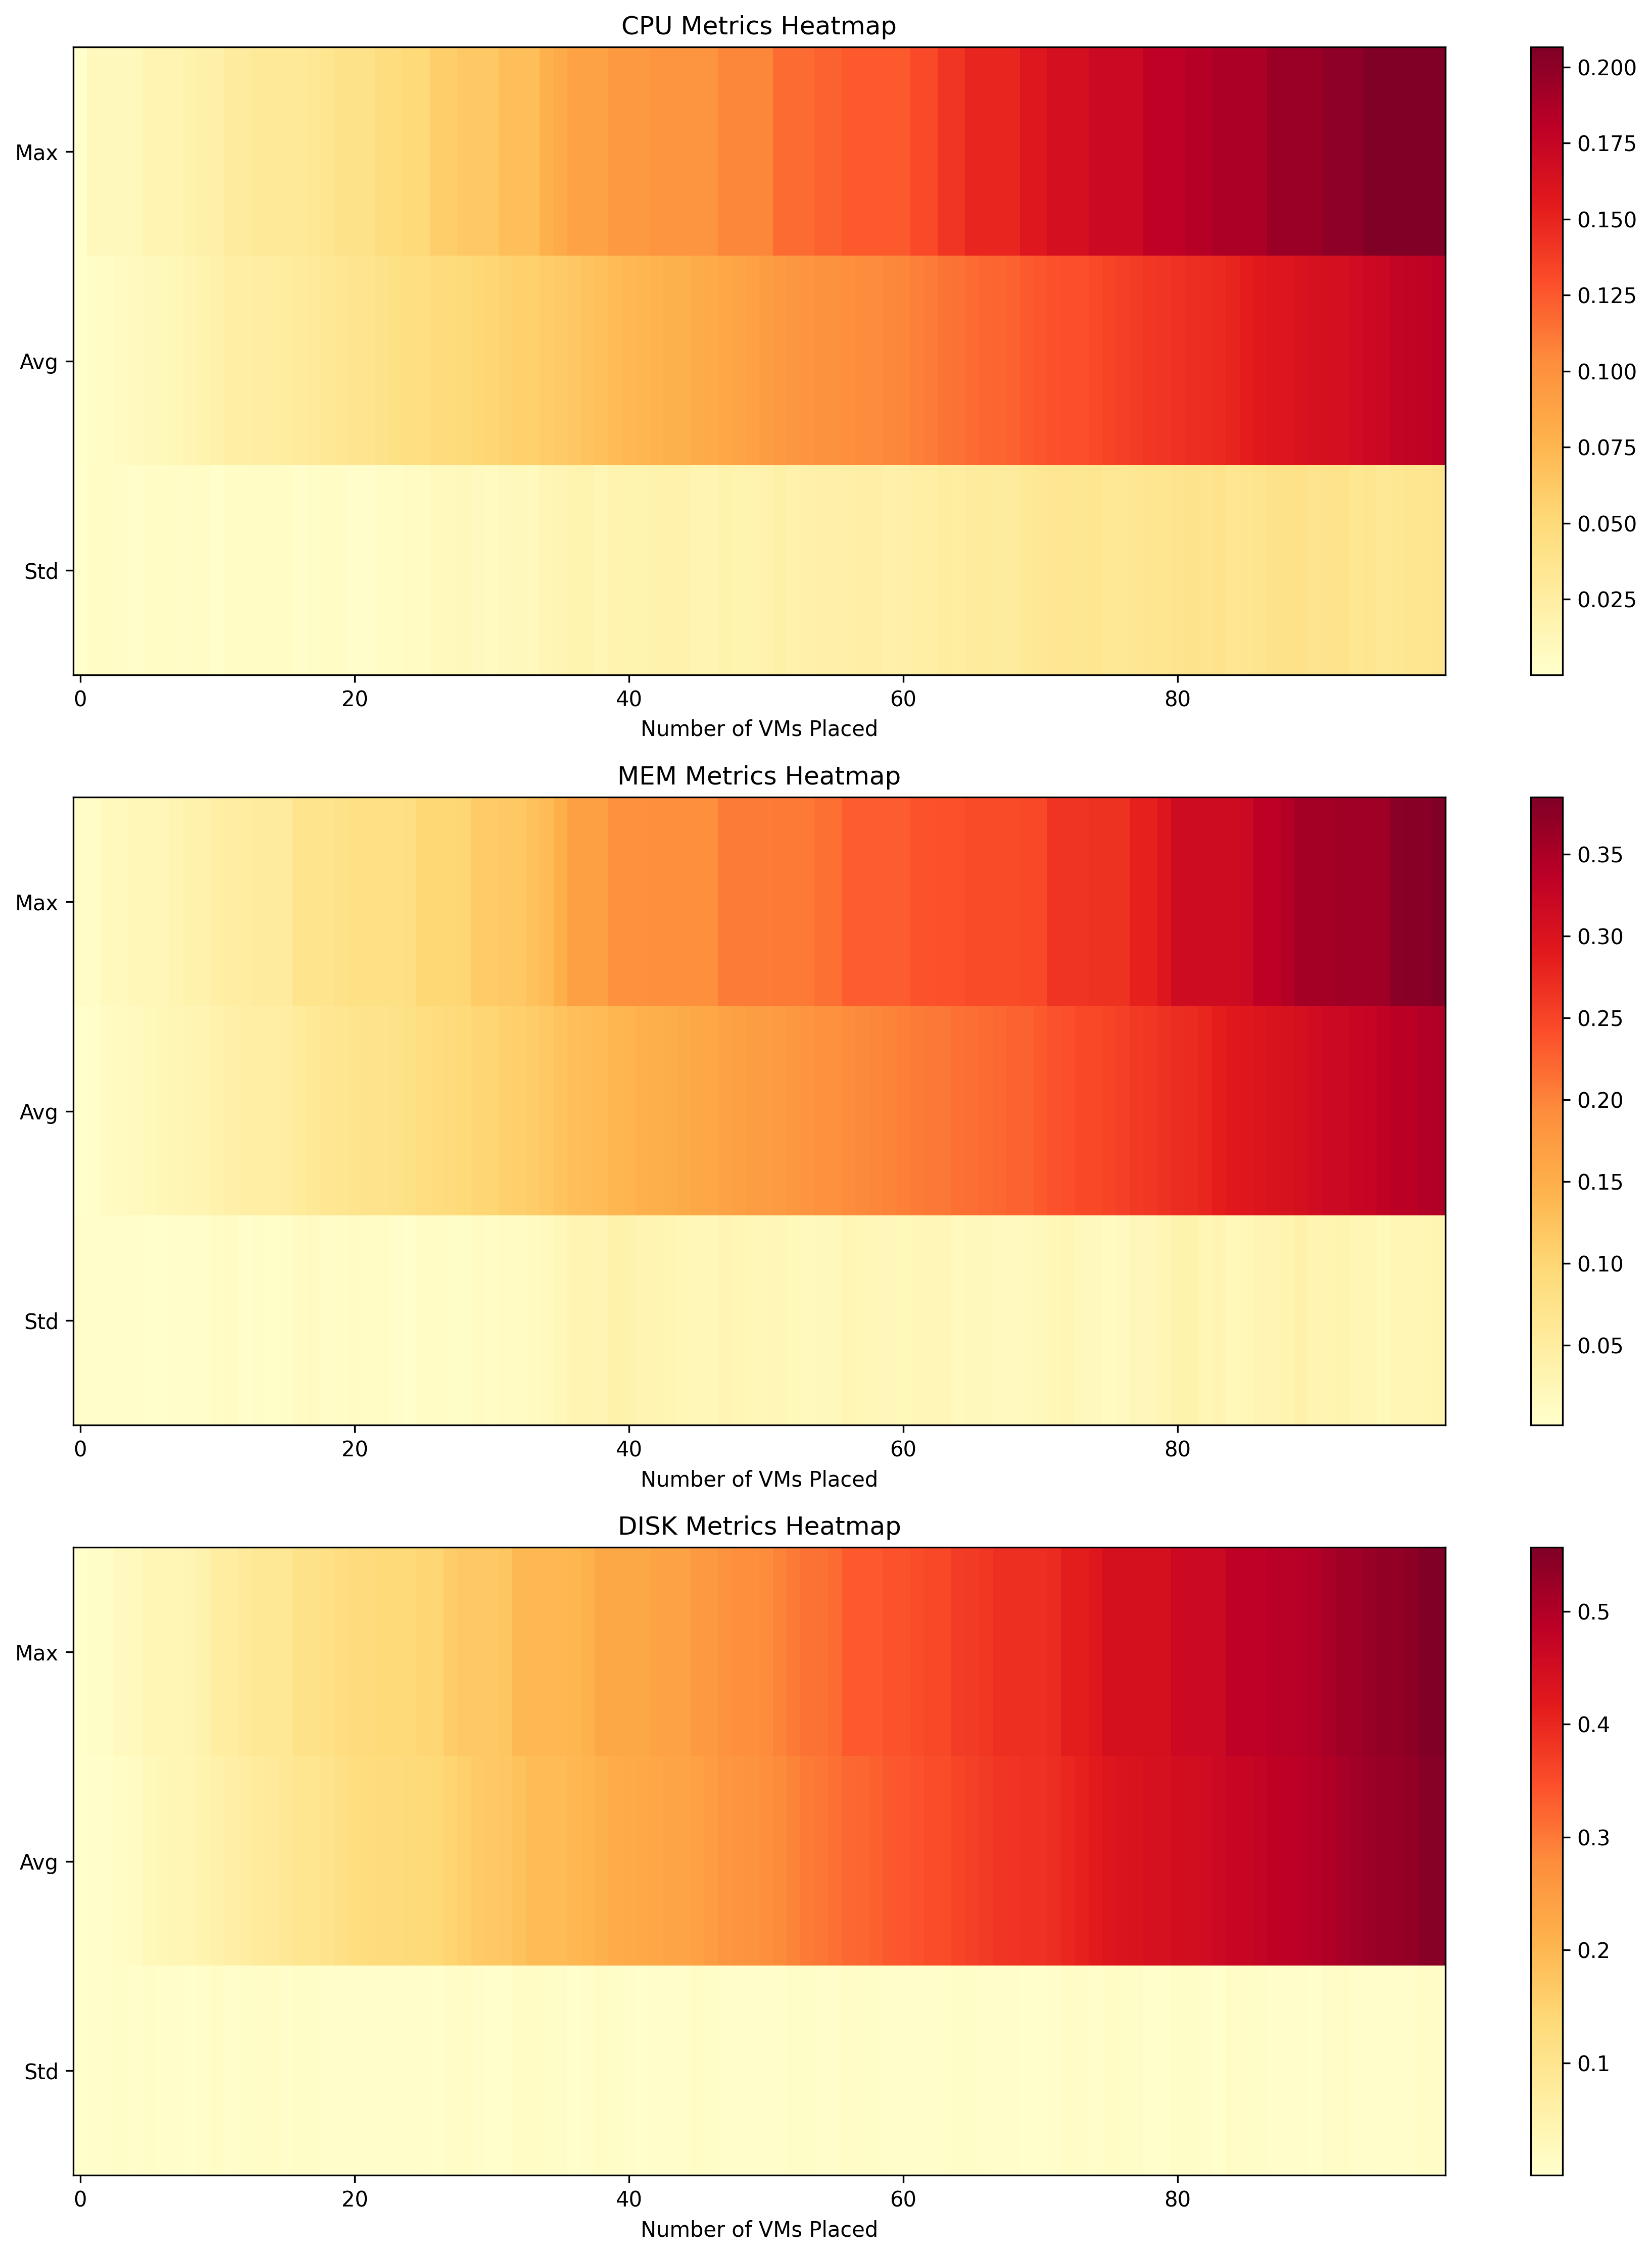 CPU Metrics Heatmap
Max
Avg
Std
0 20 40 60 80
Number of VMs Placed
0.200
0.175
0.150
0.125
0.100
0.075
0.050
0.025
MEM Metrics Heatmap
Max
Avg
Std
0 20 40 60 80
Number of VMs Placed
0.35
0.30
0.25
0.20
0.15
0.10
0.05
DISK Metrics Heatmap
Max
Avg
Std
0 20 40 60 80
Number of VMs Placed
0.5
0.4
0.3
0.2
0.1